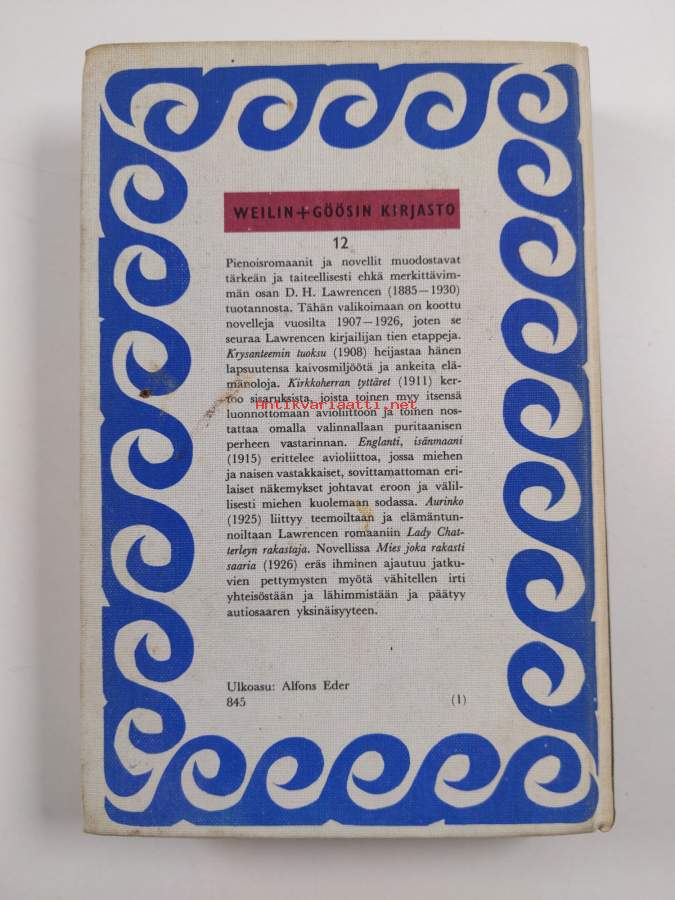 WEILIN+GÖÖSIN KIRJASTO
12
Pienoisromaanit ja novellit muodostavat
tärkeän ja taiteellisesti ehkä merkittävim-
män osan D. H. Lawrencen (1885–1930)
tuotannosta. Tähän valikoimaan on koottu
novelleja vuosilta 1907–1926, joten se
seuraa Lawrencen kirjailijan tien etappeja.
Krysanteemin tuoksu (1908) heijastaa hänen
lapsuutensa kaivosmiljöötä ja ankeita elä-
mänoloja. Kirkkoherran tyttäret (1911) ker-
too sisaruksista, joista toinen myy itsensä
Antikvariaatti.net
luonnottomaan avioliittoon ja toinen nos-
tattaa omalla valinnallaan puritaanisen
perheen vastarinnan. Englanti, isänmaani
(1915) erittelee avioliittoa, jossa miehen
ja naisen vastakkaiset, sovittamattoman eri-
laiset näkemykset johtavat eroon ja välil-
lisesti miehen kuolemaan sodassa. Aurinko
(1925) liittyy teemoiltaan ja elämäntun-
noiltaan Lawrencen romaaniin Lady Chat-
terleyn rakastaja. Novellissa Mies joka rakasti
saaria (1926) eräs ihminen ajautuu jatku-
vien pettymysten myötä vähitellen irti
yhteisöstään ja lähimmistään ja päätyy
autiosaaren yksinäisyyteen.
Ulkoasu: Alfons Eder
845 (1)